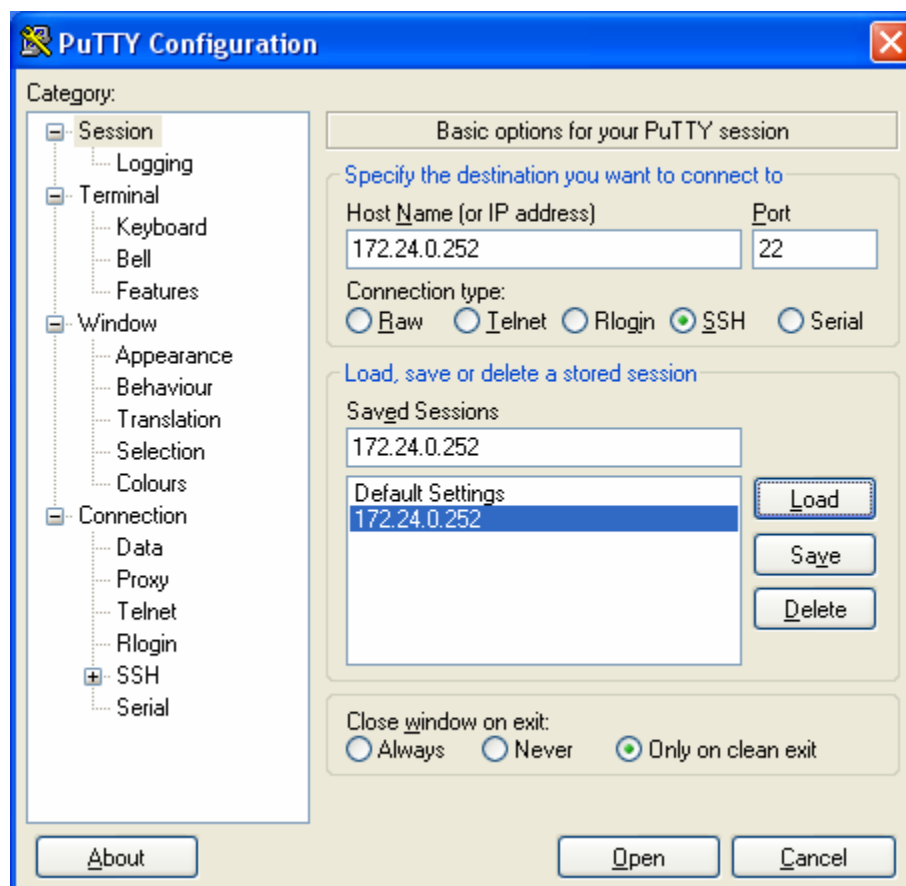 PuTTY Configuration
Category:
Session
Logging
Terminal
Keyboard
Bell
Features
Window
Appearance
Behaviour
Translation
Selection
Colours
Connection
Data
Proxy
Telnet
Rlogin
SSH
Serial
Basic options for your PuTTY session
Specify the destination you want to connect to
Host Name (or IP address) Port
172.24.0.252 22
Connection type:
Raw Telnet Rlogin SSH Serial
Load, save or delete a stored session
Saved Sessions
172.24.0.252
Default Settings
172.24.0.252
Load
Save
Delete
Close window on exit:
Always Never Only on clean exit
About Open Cancel